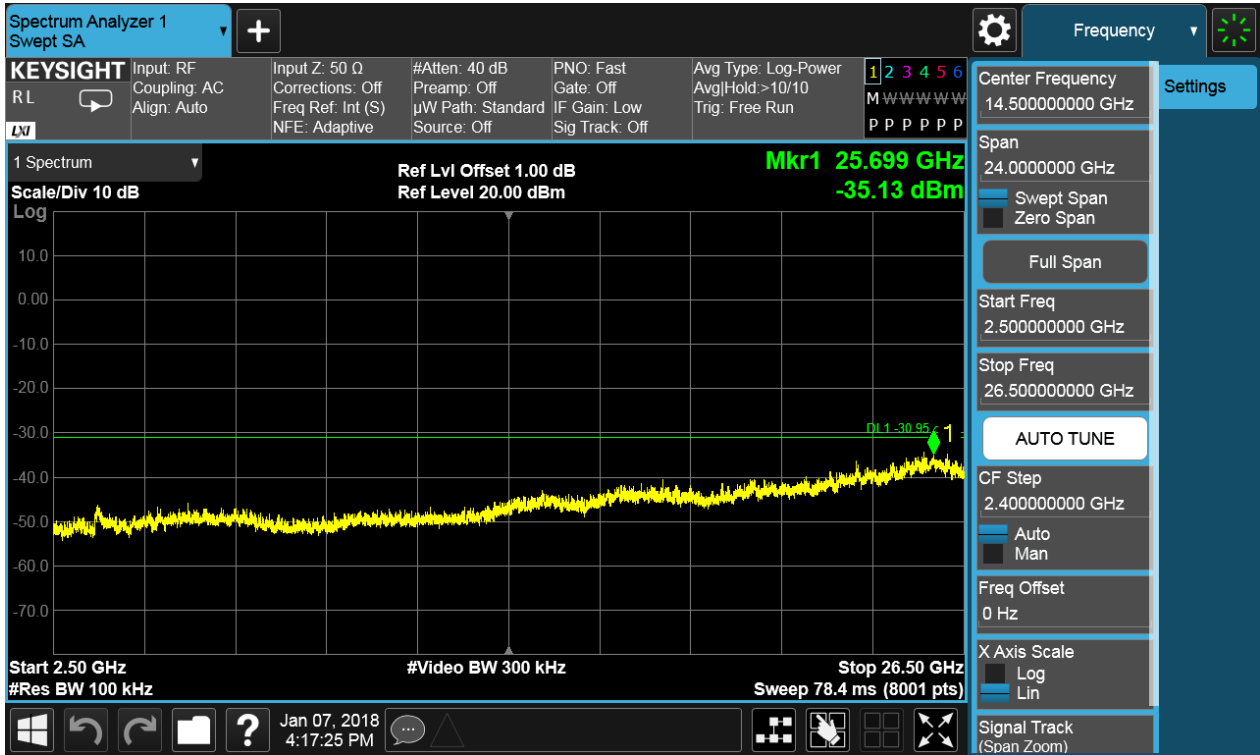 Spectrum Analyzer 1
Swept SA
+
Frequency
KEYSIGHT
RL
LXI
Input: RF
Coupling: AC
Align: Auto
Input Z: 50 Ω
Corrections: Off
Freq Ref: Int (S)
NFE: Adaptive
#Atten: 40 dB
Preamp: Off
µW Path: Standard
Source: Off
PNO: Fast
Gate: Off
IF Gain: Low
Sig Track: Off
Avg Type: Log-Power
Avg|Hold:>10/10
Trig: Free Run
1 2 3 4 5 6
M W W W W W
P P P P P P
1 Spectrum
Scale/Div 10 dB
Log
Ref Lvl Offset 1.00 dB
Ref Level 20.00 dBm
Mkr1 25.699 GHz
-35.13 dBm
10.0
0.00
-10.0
-20.0
-30.0
-40.0
-50.0
-60.0
-70.0
DL1 -30.95
1
Start 2.50 GHz
#Res BW 100 kHz
#Video BW 300 kHz
Stop 26.50 GHz
Sweep 78.4 ms (8001 pts)
Center Frequency
14.500000000 GHz
Span
24.0000000 GHz
Swept Span
Zero Span
Full Span
Start Freq
2.500000000 GHz
Stop Freq
26.500000000 GHz
AUTO TUNE
CF Step
2.400000000 GHz
Auto
Man
Freq Offset
0 Hz
X Axis Scale
Log
Lin
Signal Track
(Span Zoom)
Settings
?
Jan 07, 2018
4:17:25 PM